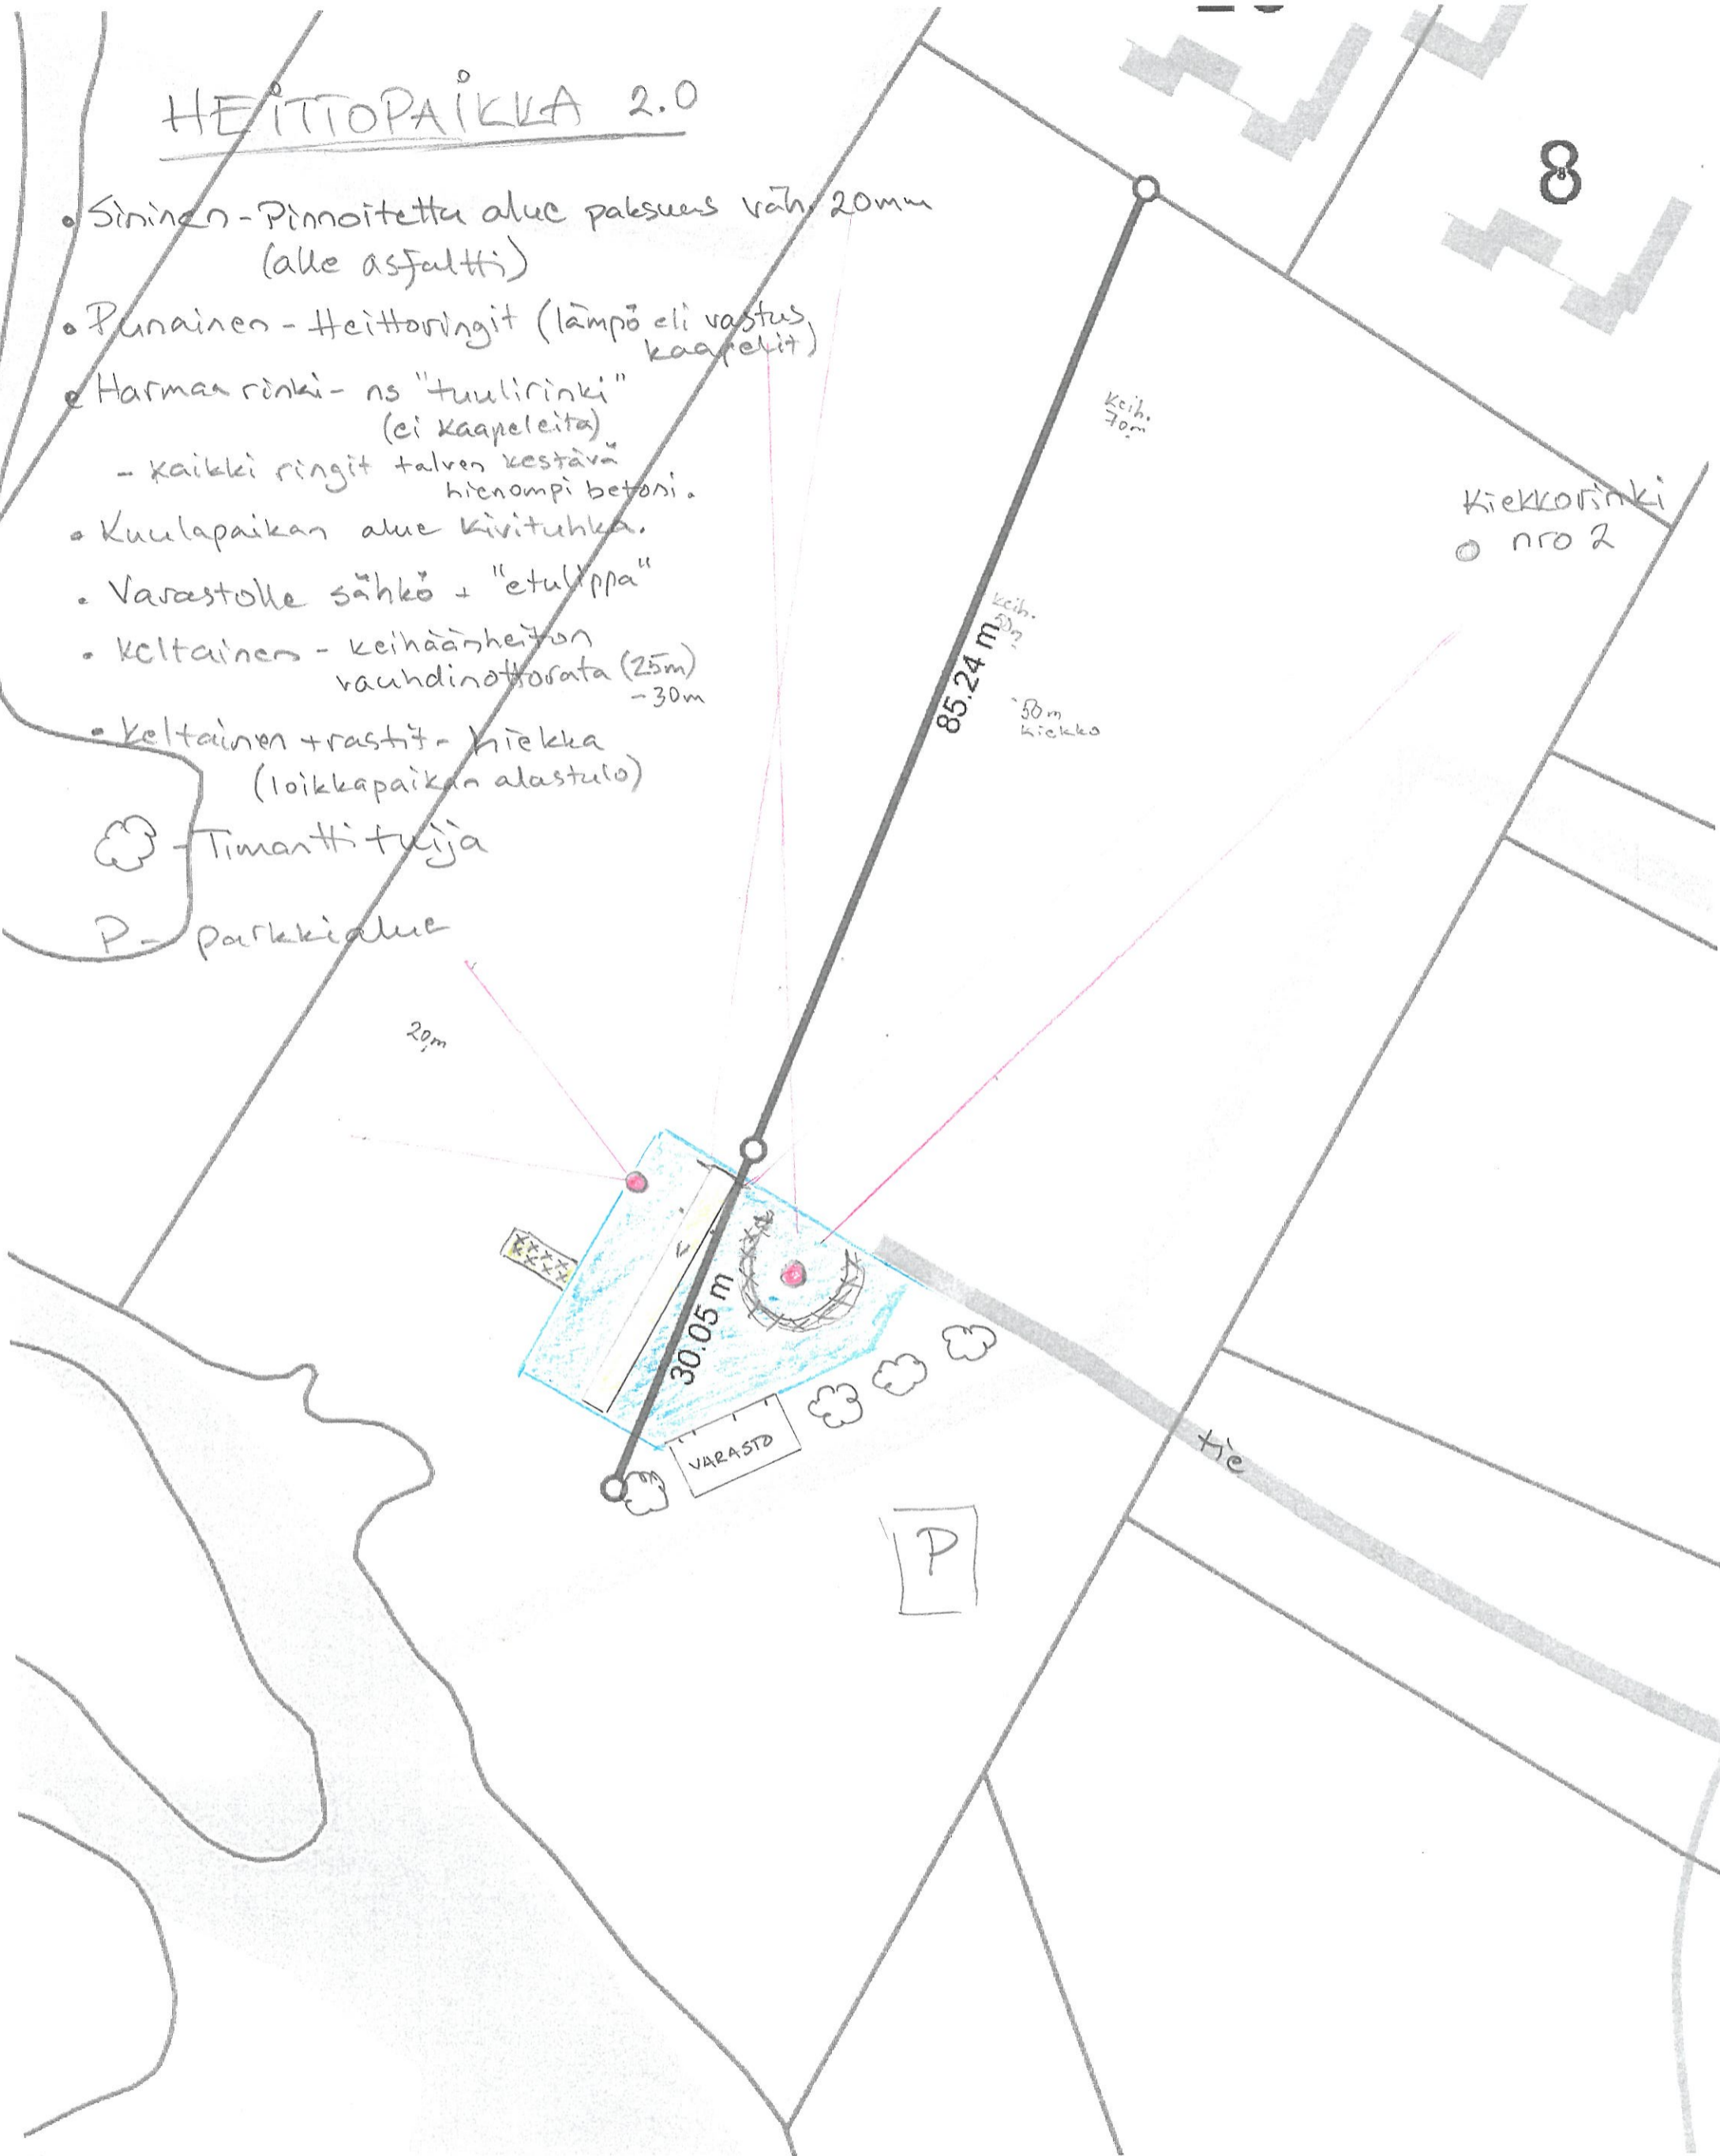 HEITTOPAIKKA 2.0
• Sininen - Pinnoitettu alue paksuus väh. 20mm
(alle asfaltti)
• Punainen - Heittoringit (lämpö eli vastus
kaapelit)
• Harmaa rinki - ns "tuulirinki"
(ei kaapeleita)
- kaikki ringit talven kestävä
hienompi betoni.
• Kuulapaikan alue kivituhka.
• Varastolle sähkö + "etulippa"
• Keltainen - keihäänheiton
vauhdinottorata (25m)
-30m
• Keltainen + rastit - hiekka
(loikkapaikan alastulo)
- Timantti tuija
P - parkkialue
8
Keih.
70m
Kiekkorinki
nro 2
keih.
50m
85.24 m
50m
kiekko
20m
30.05 m
VARASTO
tie
P